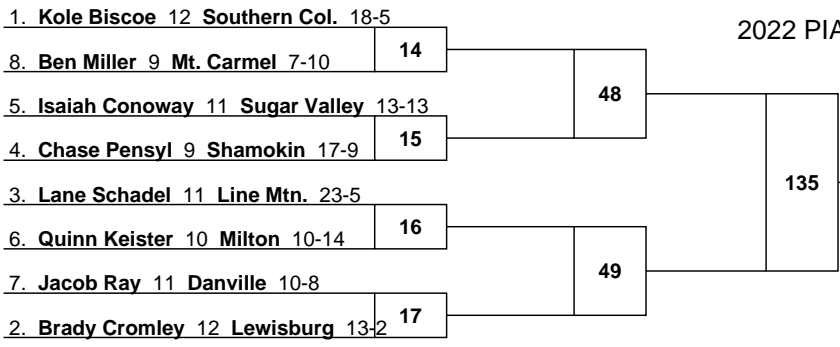 1. Kole Biscoe 12 Southern Col. 18-5
2022 PIA
14
8. Ben Miller 9 Mt. Carmel 7-10
48
5. Isaiah Conoway 11 Sugar Valley 13-13
15
4. Chase Pensyl 9 Shamokin 17-9
135
3. Lane Schadel 11 Line Mtn. 23-5
16
6. Quinn Keister 10 Milton 10-14
49
7. Jacob Ray 11 Danville 10-8
17
2. Brady Cromley 12 Lewisburg 13-2